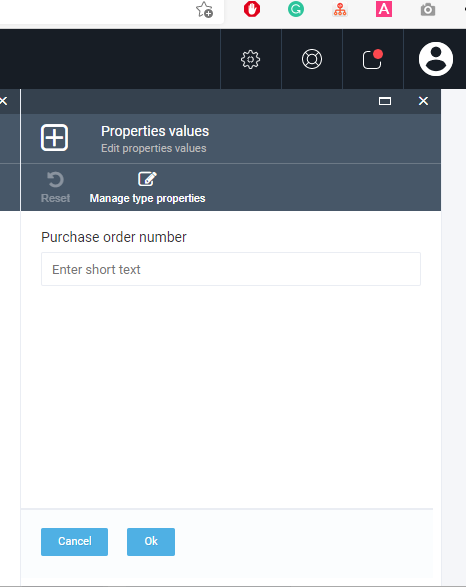 G
A
Properties values
Edit properties values
Reset
Manage type properties
Purchase order number
Enter short text
Cancel
Ok